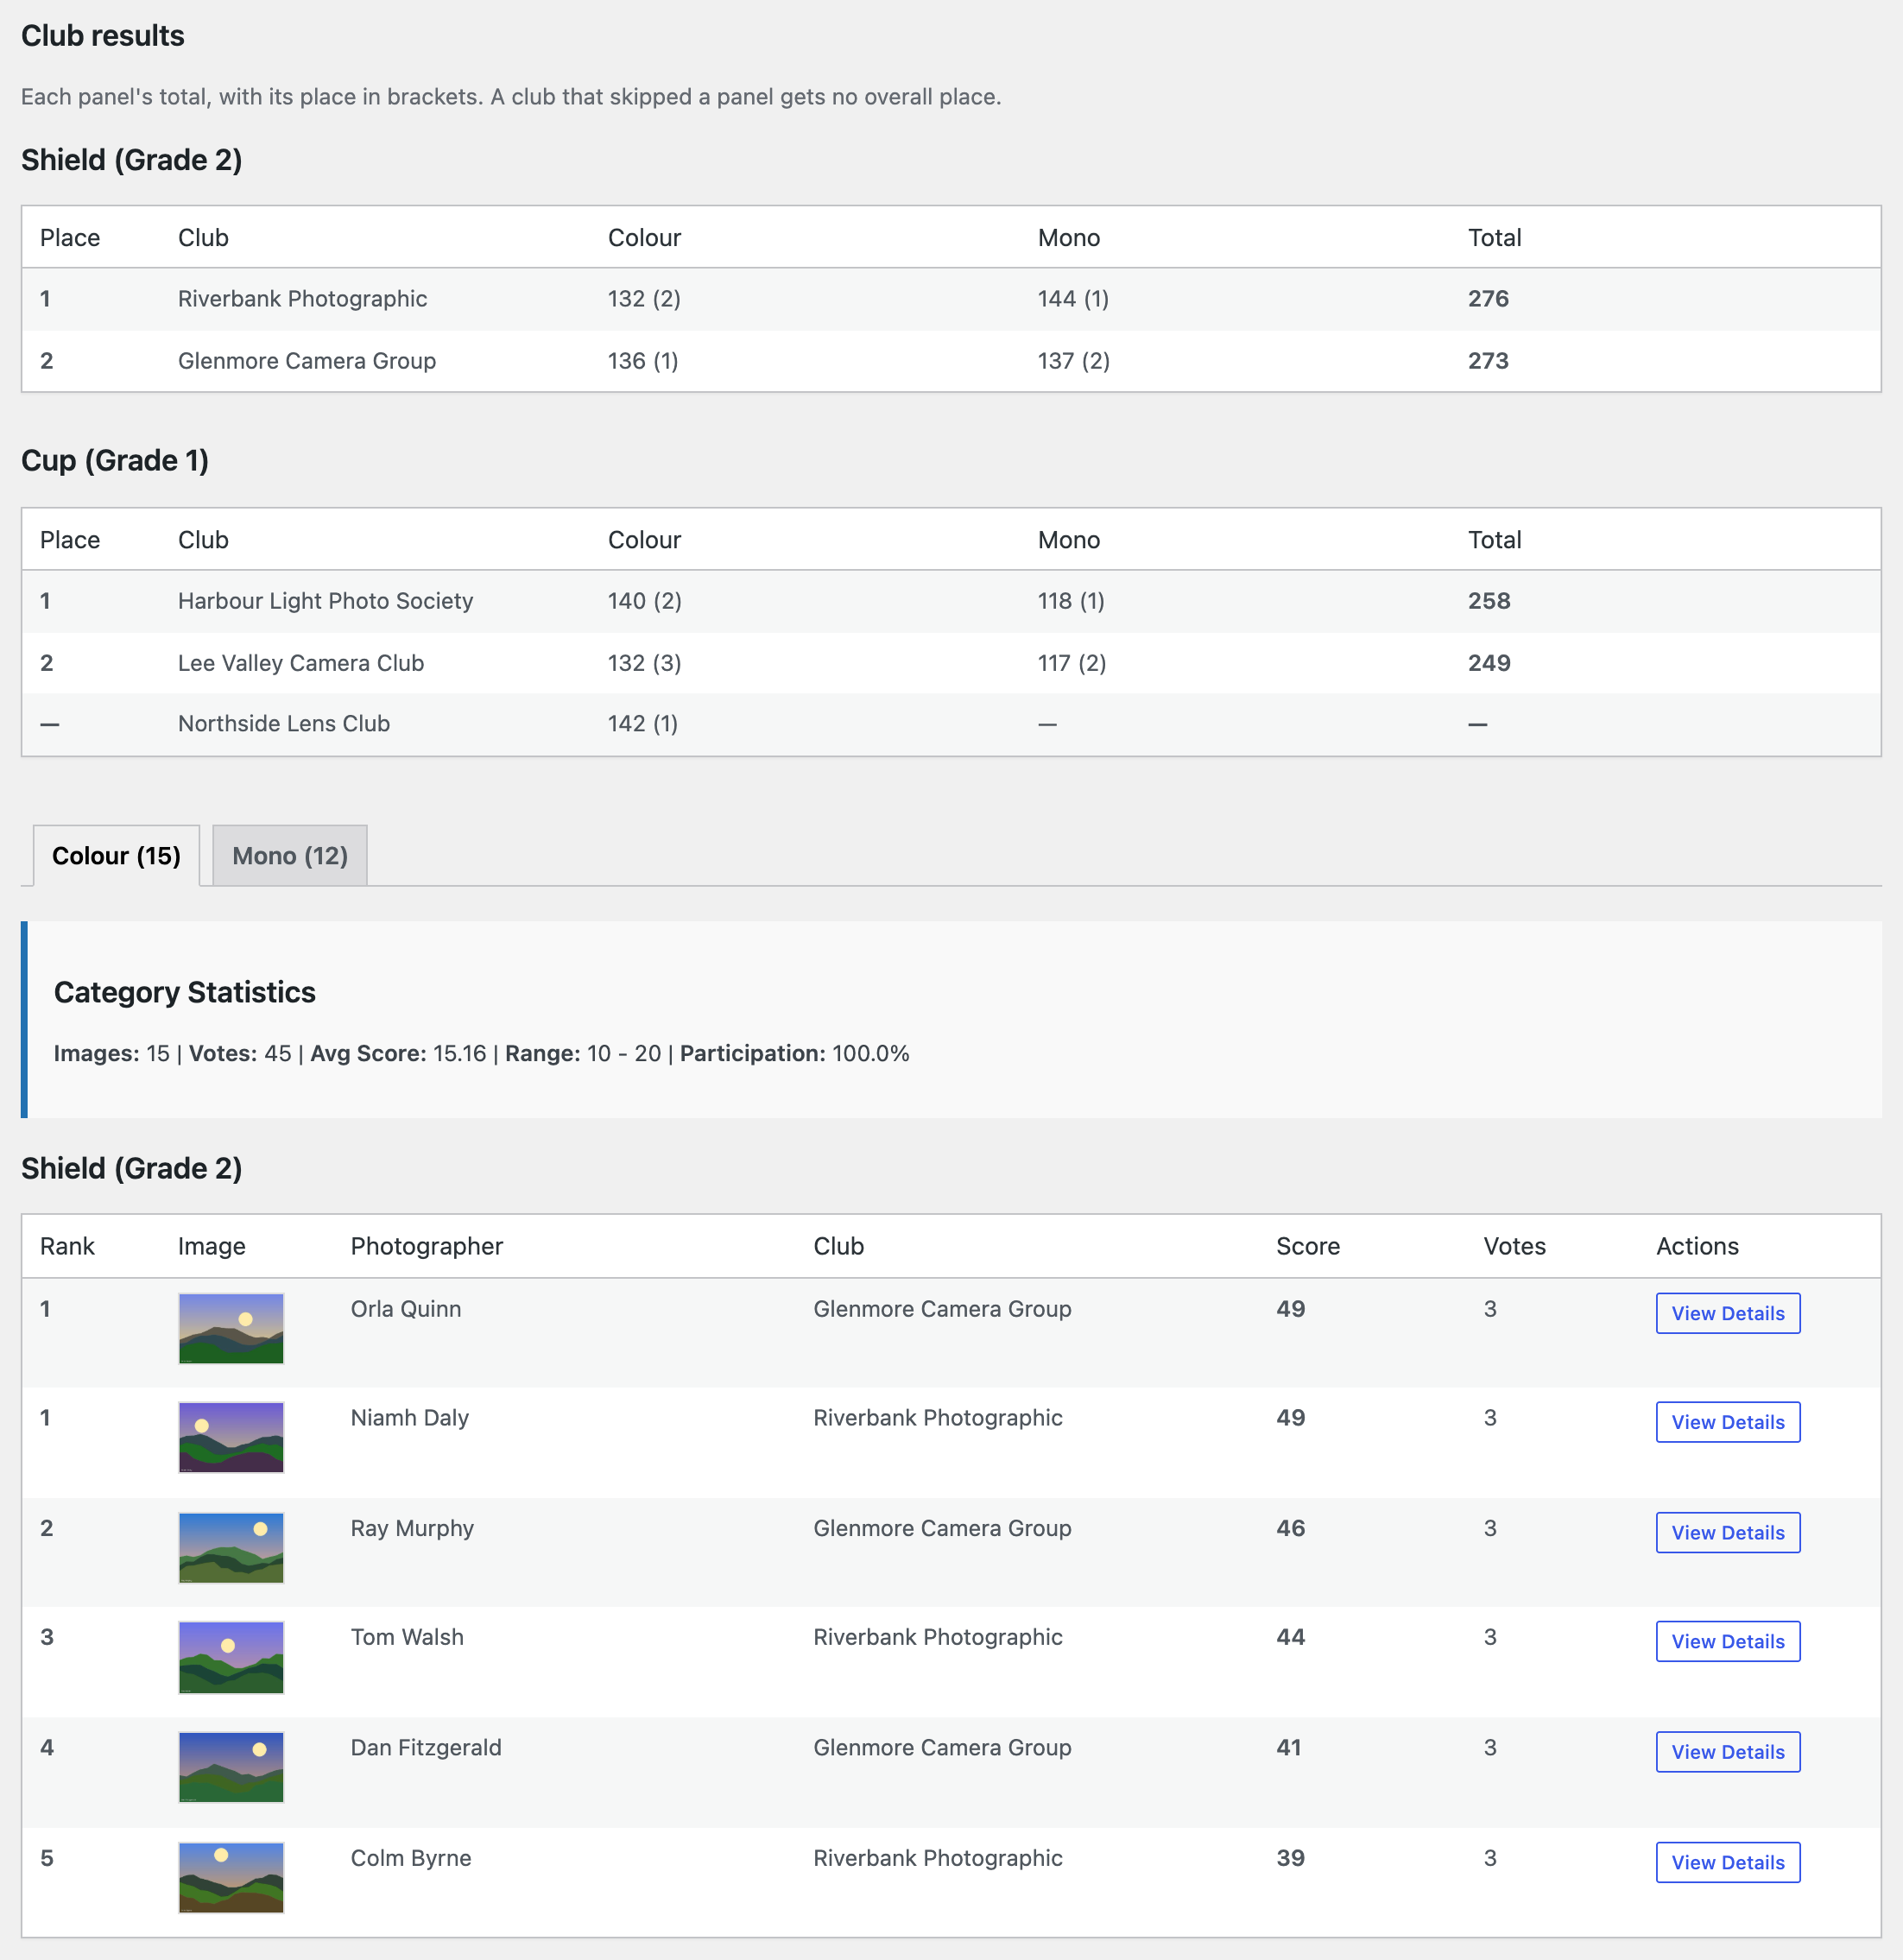 Club results
Each panel's total, with its place in brackets. A club that skipped a panel gets no overall place.
Shield (Grade 2)
Place Club Colour Mono Total
1 Riverbank Photographic 132 (2) 144 (1) 276
2 Glenmore Camera Group 136 (1) 137 (2) 273
Cup (Grade 1)
Place Club Colour Mono Total
1 Harbour Light Photo Society 140 (2) 118 (1) 258
2 Lee Valley Camera Club 132 (3) 117 (2) 249
— Northside Lens Club 142 (1) — —
Colour (15) Mono (12)
Category Statistics
Images: 15 | Votes: 45 | Avg Score: 15.16 | Range: 10 - 20 | Participation: 100.0%
Shield (Grade 2)
Rank Image Photographer Club Score Votes Actions
1 Orla Quinn Glenmore Camera Group 49 3 View Details
1 Niamh Daly Riverbank Photographic 49 3 View Details
2 Ray Murphy Glenmore Camera Group 46 3 View Details
3 Tom Walsh Riverbank Photographic 44 3 View Details
4 Dan Fitzgerald Glenmore Camera Group 41 3 View Details
5 Colm Byrne Riverbank Photographic 39 3 View Details